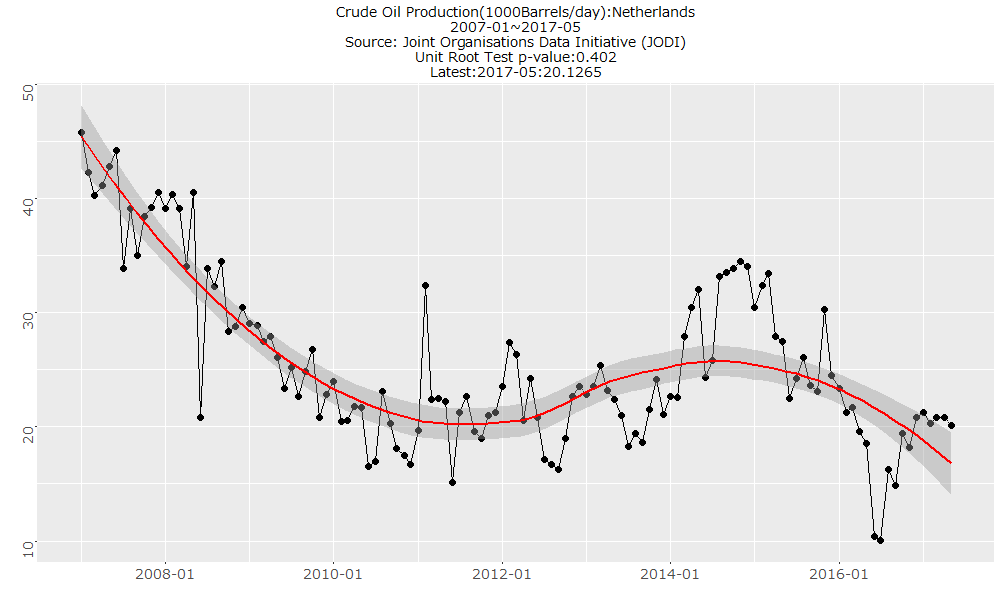 Crude Oil Production(1000Barrels/day):Netherlands
2007-01~2017-05
Source: Joint Organisations Data Initiative (JODI)
Unit Root Test p-value:0.402
Latest:2017-05:20.1265
50
40
30
20
10
2008-01
2010-01
2012-01
2014-01
2016-01